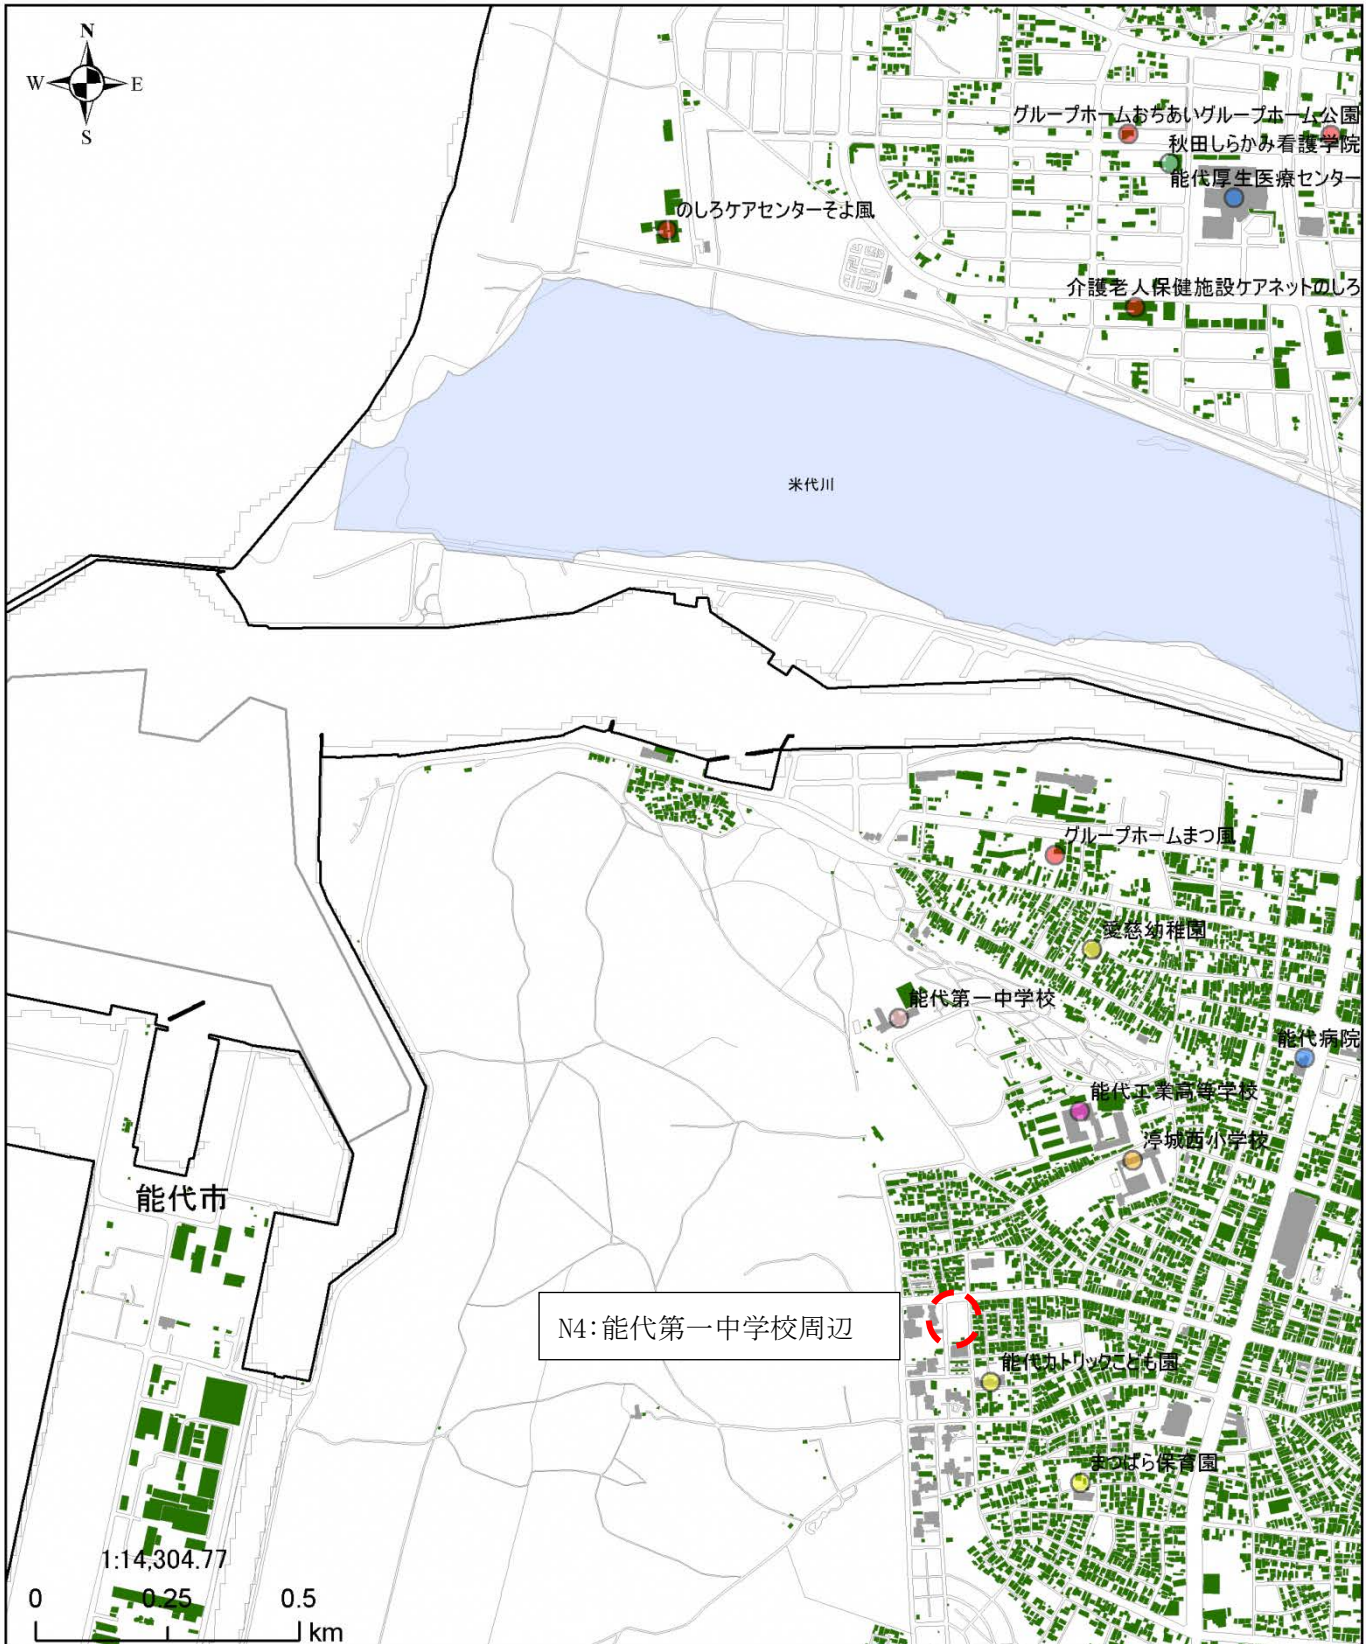 N
W
E
S
グループホームおちあいグループホーム公園
秋田しらかみ看護学院
能代厚生医療センター
のしろケアセンターそよ風
介護老人保健施設ケアネットのしろ
米代川
グループホームまつ風
愛慈幼稚園
能代第一中学校
能代病院
能代工業高等学校
渟城西小学校
能代市
N4:能代第一中学校周辺
能代カトリックこども園
まつばら保育園
1:14,304.77
0 0.25 0.5
km